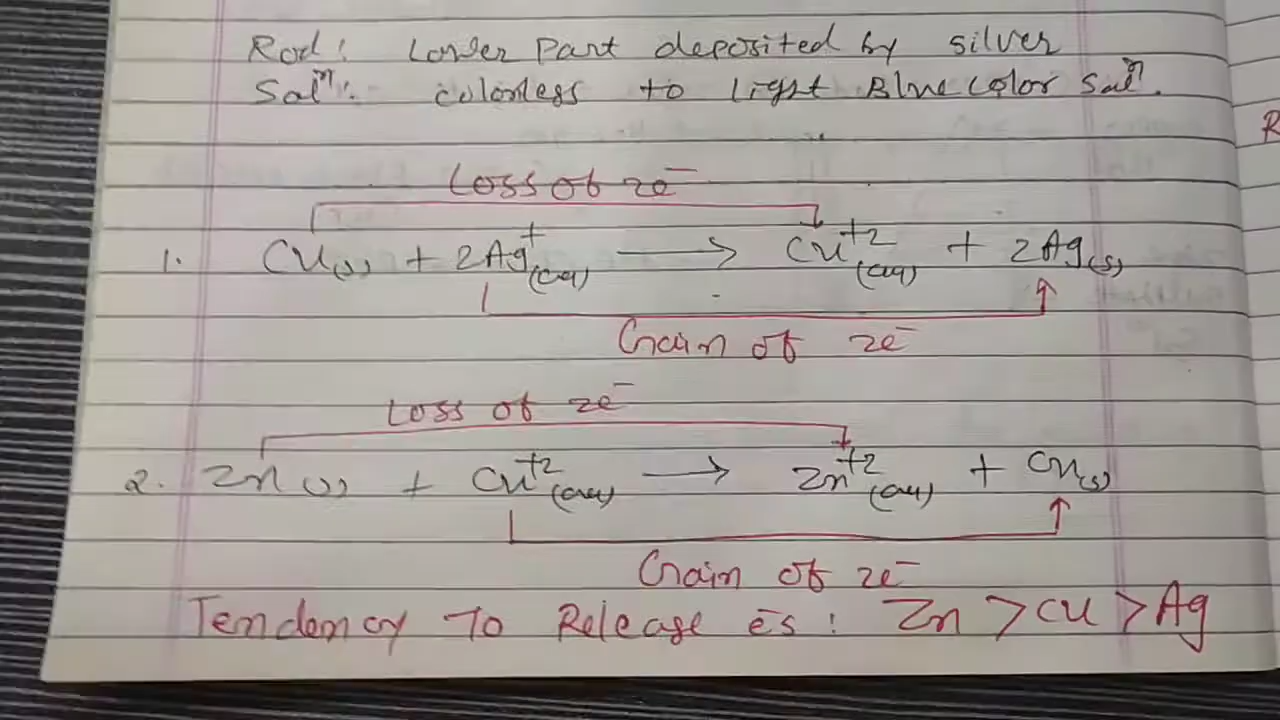 Rod: Lower Part deposited by silver
Solⁿ: colorless to Light Blue color Solⁿ.
Loss of 2e⁻
1. Cu(s) + 2Ag⁺(aq) → Cu⁺²(aq) + 2Ag(s)
Gain of 2e⁻
Loss of 2e⁻
2. Zn(s) + Cu⁺²(aq) → Zn⁺²(aq) + Cu(s)
Gain of 2e⁻
Tendency To Release e̅s : Zn > Cu > Ag
R